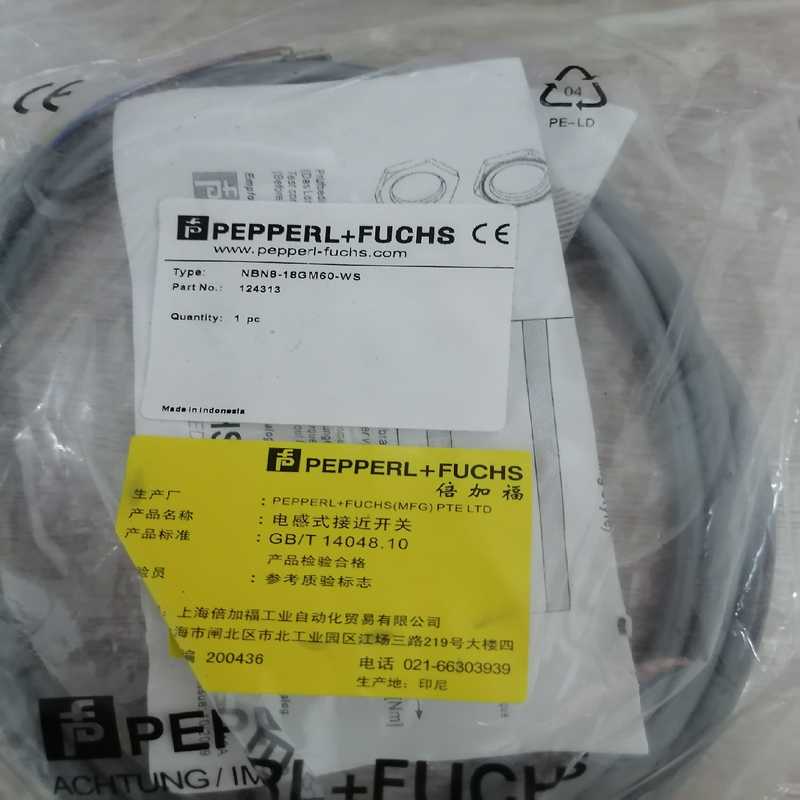 CE
04
PE-LD
PEPPERL+FUCHS CE
www.pepperl-fuchs.com
Type: NBN8-18GM60-WS
Part No.: 124313
Quantity: 1 pc
Made in Indonesia
PEPPERL+FUCHS
倍加福
生产厂 : PEPPERL+FUCHS(MFG) PTE LTD
产品名称 : 电感式接近开关
产品标准 : GB/T 14048.10
产品检验合格
验员 : 参考质验标志
: 上海倍加福工业自动化贸易有限公司
海市闸北区市北工业园区江场三路219号大楼四
编 200436 电话 021-66303939
生产地: 印尼
[Nm]
PEPPERL+FUCHS
ACHTUNG / IM